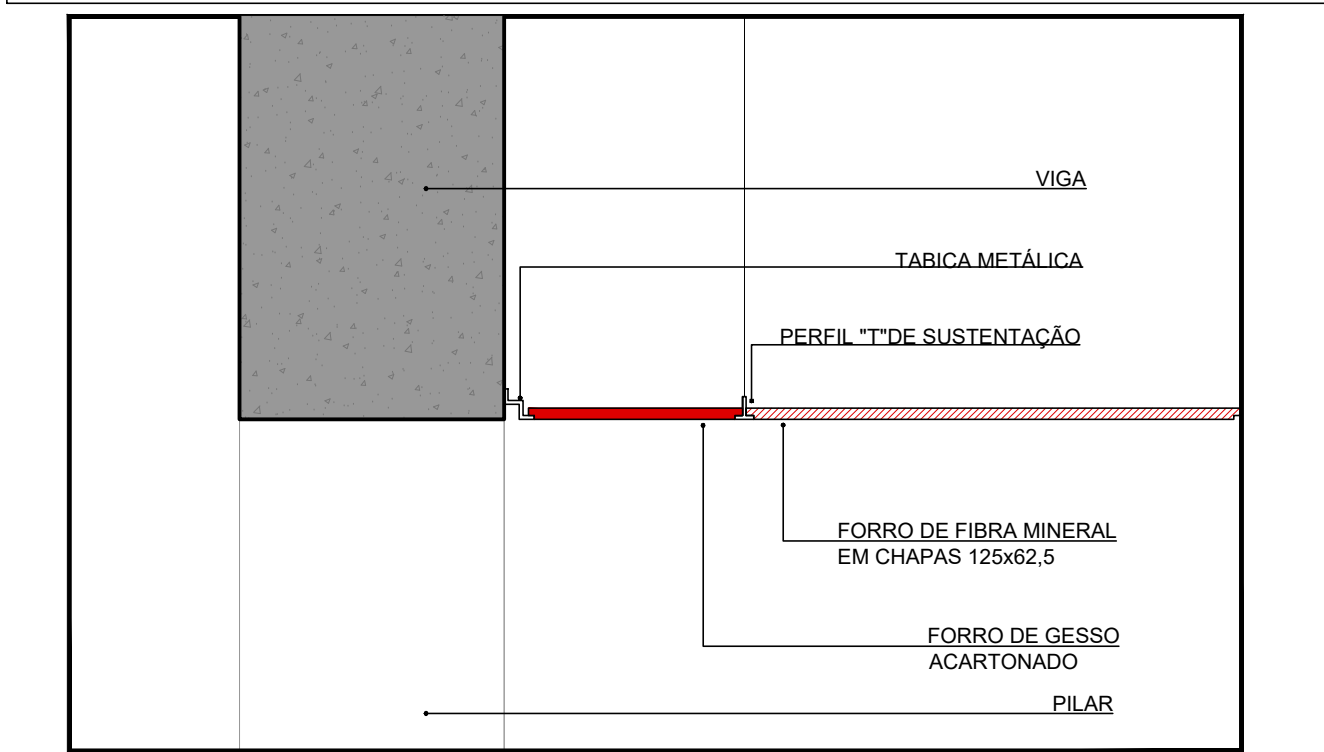 VIGA
TABICA METÁLICA
PERFIL "T"DE SUSTENTAÇÃO
FORRO DE FIBRA MINERAL
EM CHAPAS 125x62,5
FORRO DE GESSO
ACARTONADO
PILAR